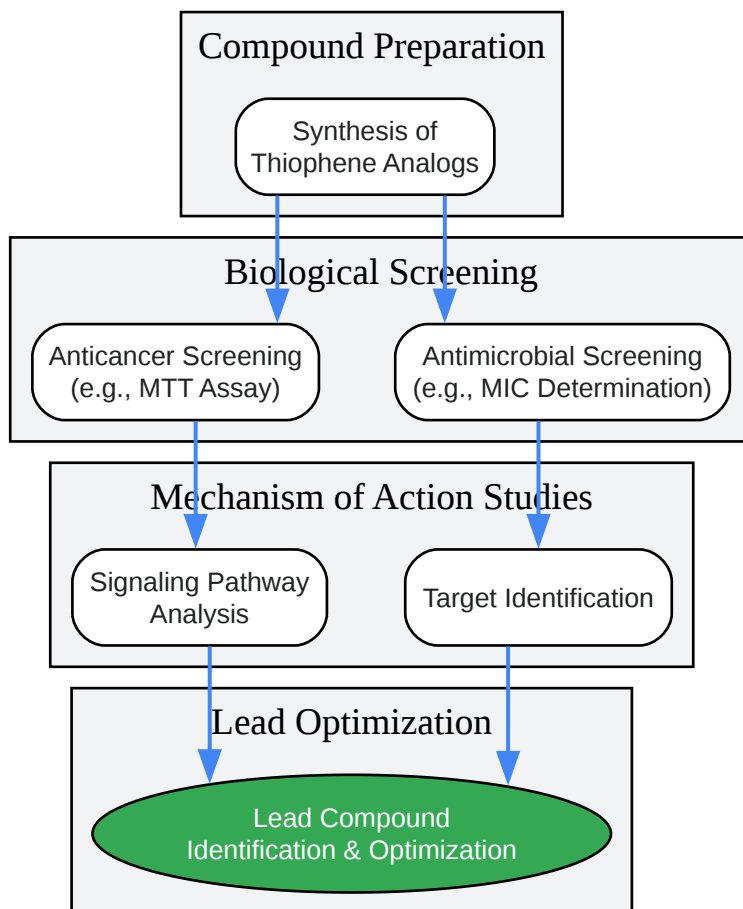 Compound Preparation
Synthesis of
Thiophene Analogs
Biological Screening
Anticancer Screening
(e.g., MTT Assay)
Antimicrobial Screening
(e.g., MIC Determination)
Mechanism of Action Studies
Signaling Pathway
Analysis
Target Identification
Lead Optimization
Lead Compound
Identification & Optimization